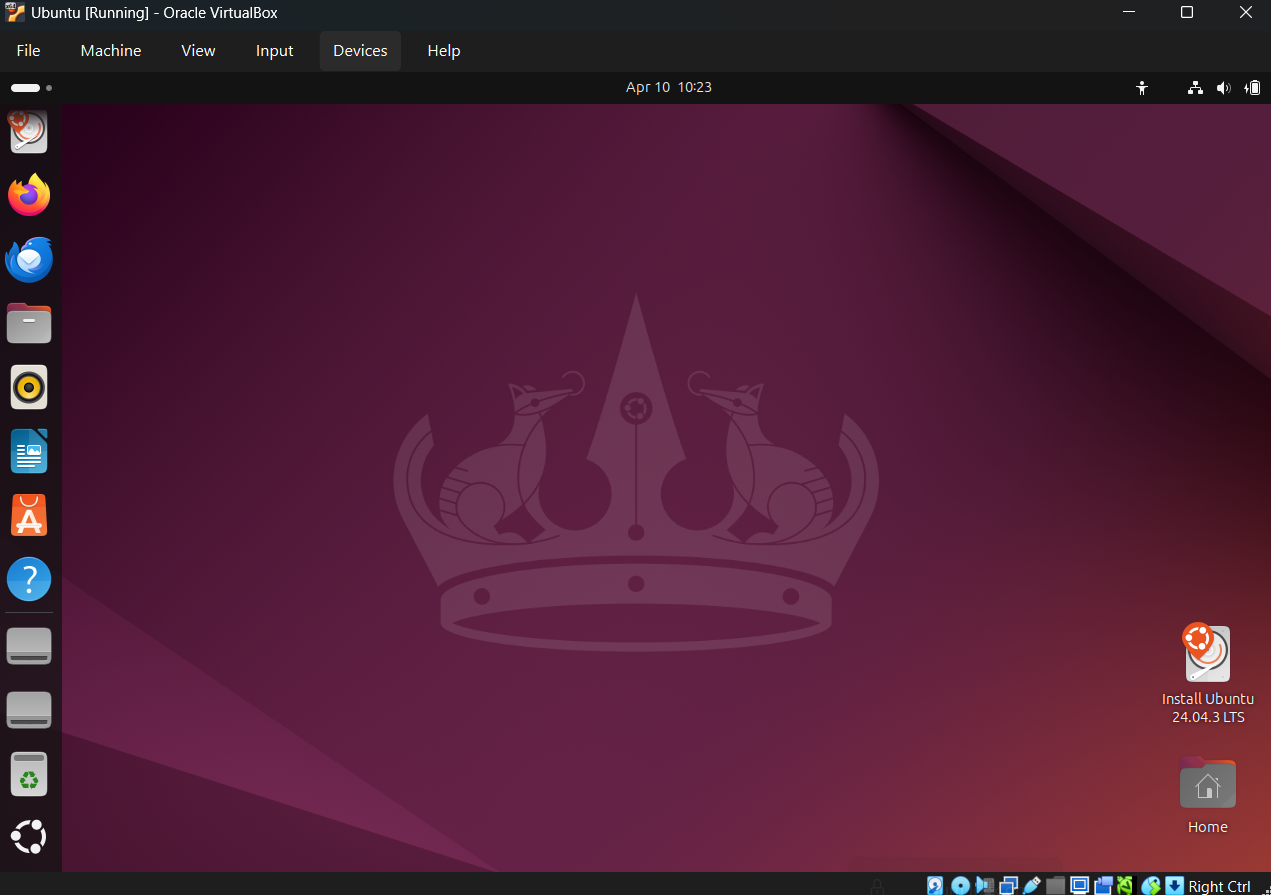 Ubuntu [Running] - Oracle VirtualBox
File Machine View Input Devices Help
Apr 10 10:23
Install Ubuntu
24.04.3 LTS
Home
Right Ctrl